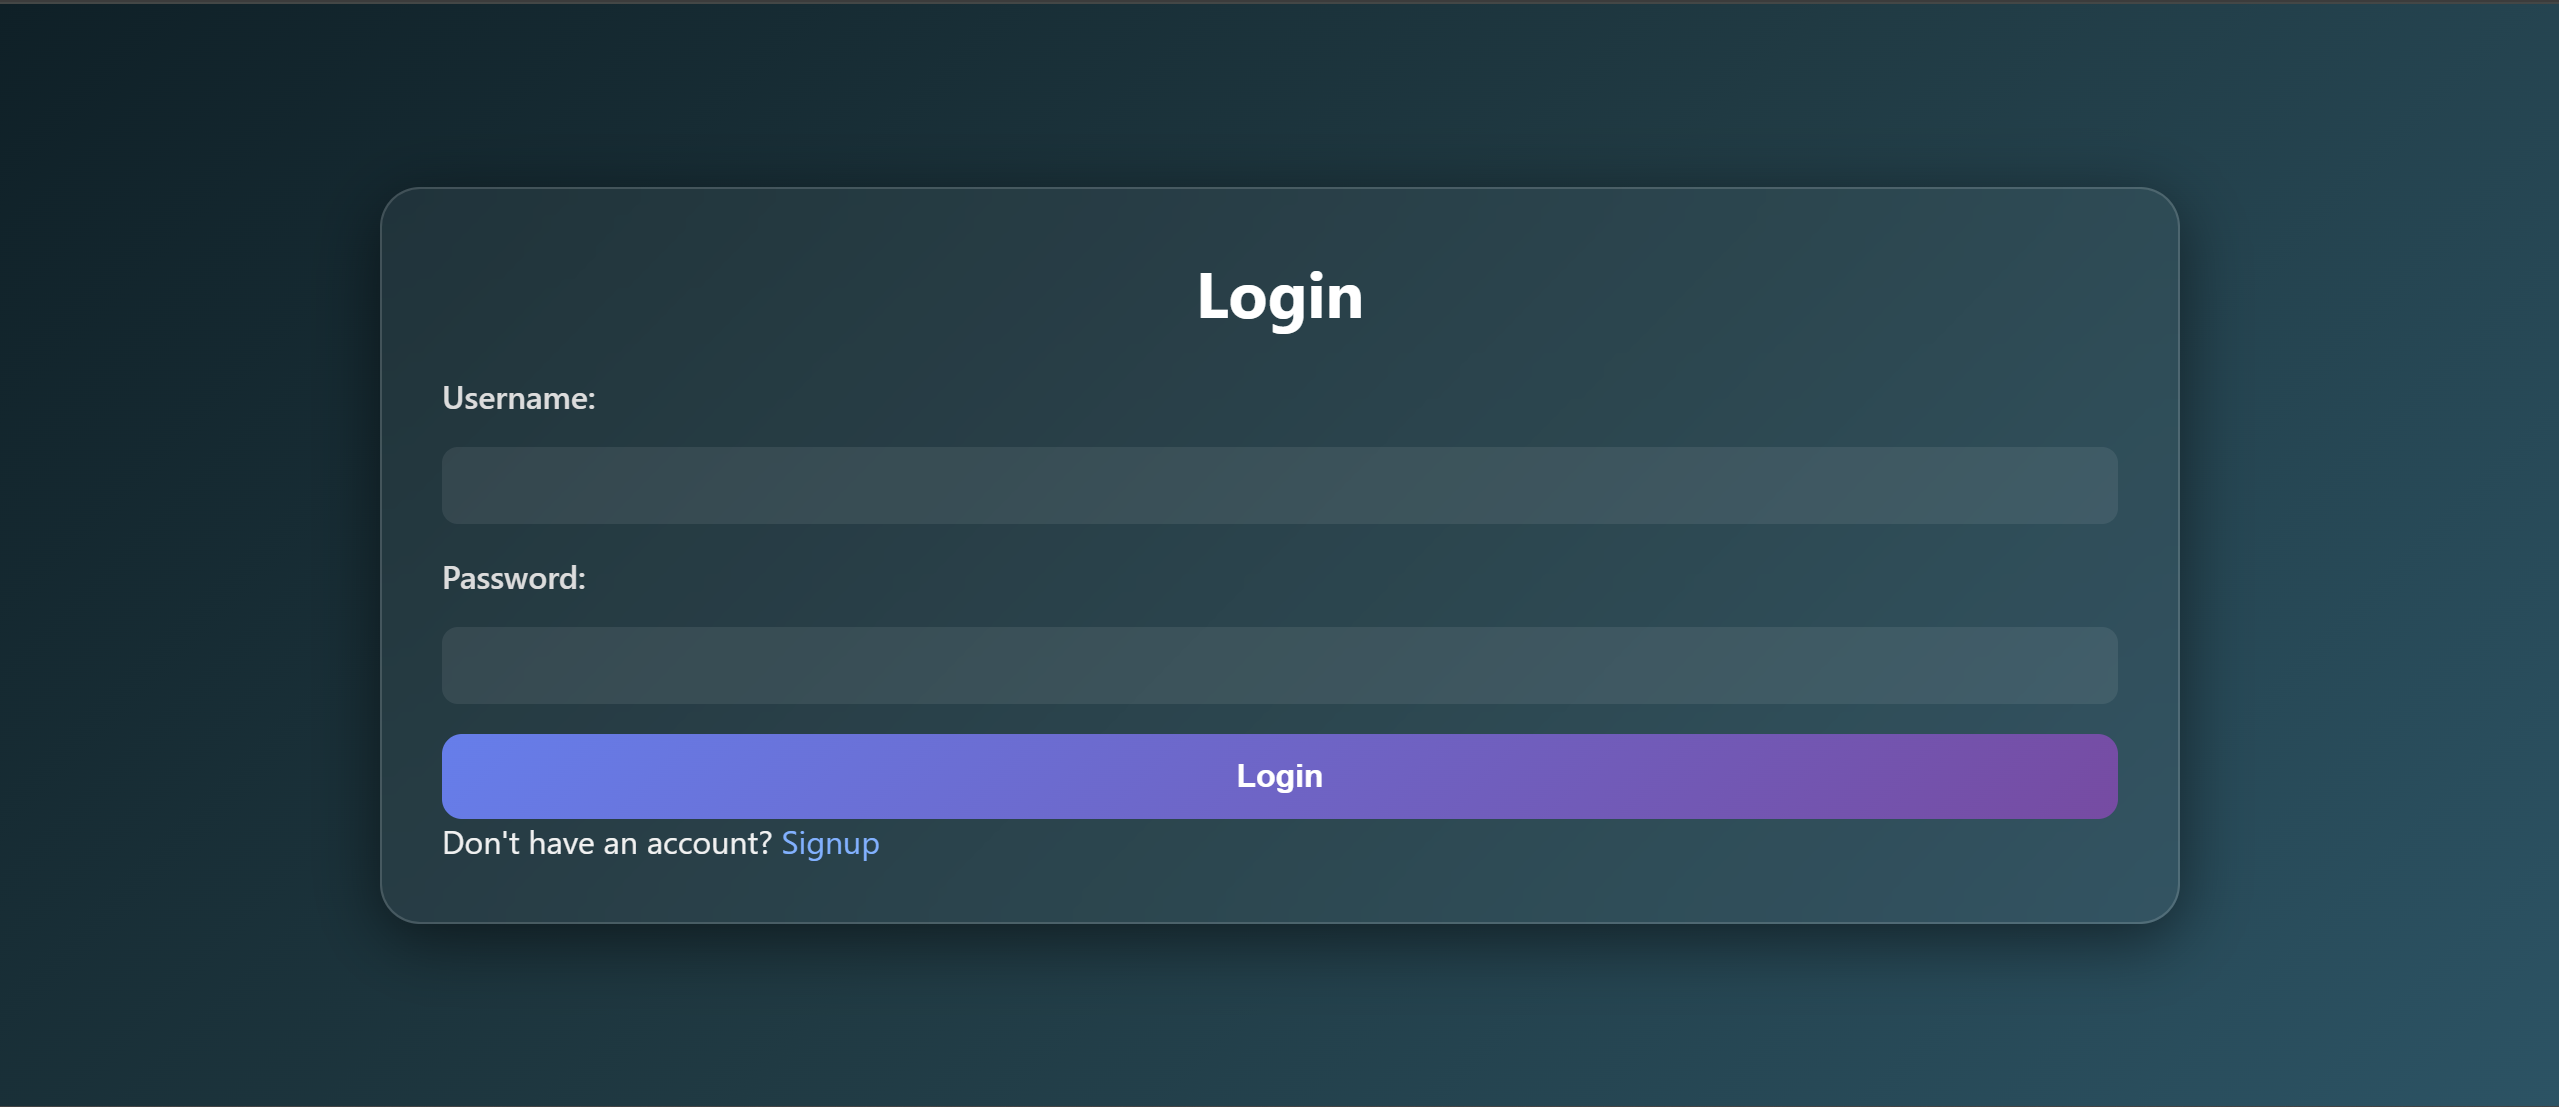 Login
Username:
Password:
Login
Don't have an account? Signup